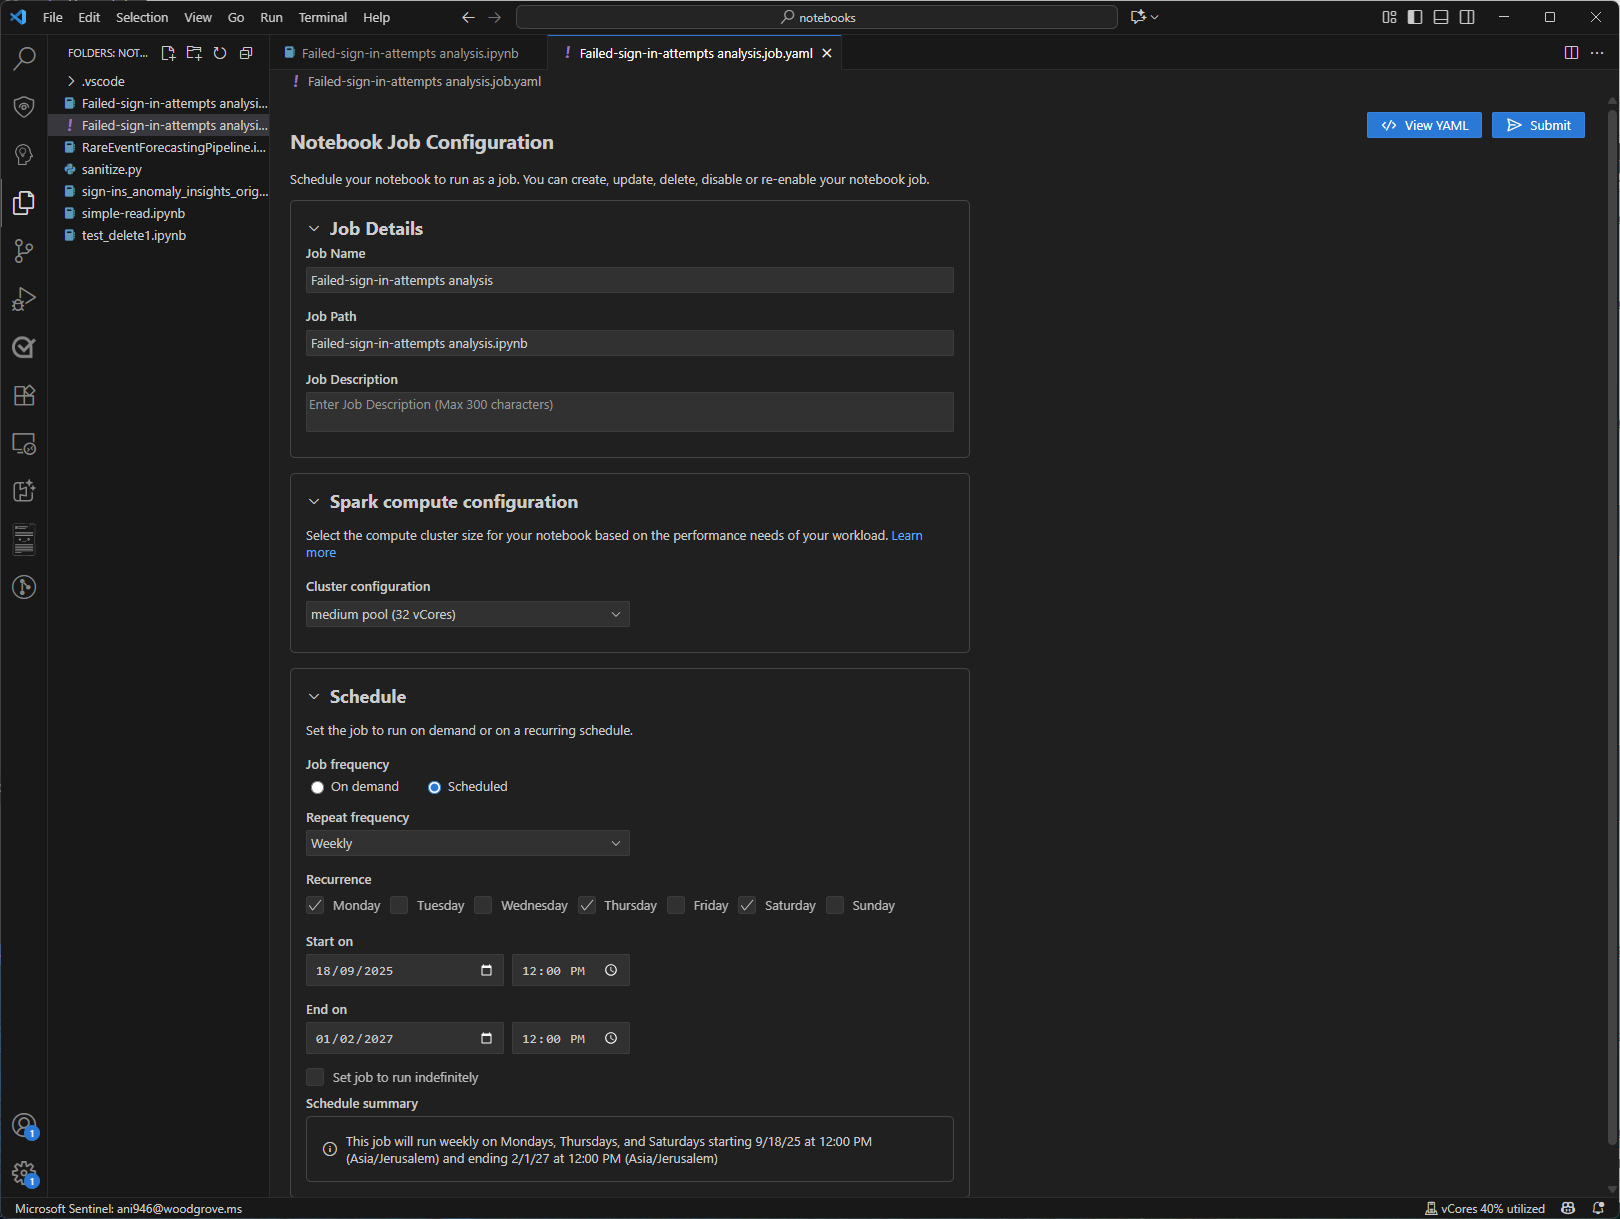 File Edit Selection View Go Run Terminal Help
notebooks
FOLDERS: NOT...
.vscode
Failed-sign-in-attempts analysi...
Failed-sign-in-attempts analysi...
RareEventForecastingPipeline.i...
sanitize.py
sign-ins_anomaly_insights_orig...
simple-read.ipynb
test_delete1.ipynb
Failed-sign-in-attempts analysis.ipynb
! Failed-sign-in-attempts analysis.job.yaml
! Failed-sign-in-attempts analysis.job.yaml
View YAML
Submit
Notebook Job Configuration
Schedule your notebook to run as a job. You can create, update, delete, disable or re-enable your notebook job.
Job Details
Job Name
Failed-sign-in-attempts analysis
Job Path
Failed-sign-in-attempts analysis.ipynb
Job Description
Enter Job Description (Max 300 characters)
Spark compute configuration
Select the compute cluster size for your notebook based on the performance needs of your workload. Learn
more
Cluster configuration
medium pool (32 vCores)
Schedule
Set the job to run on demand or on a recurring schedule.
Job frequency
On demand Scheduled
Repeat frequency
Weekly
Recurrence
Monday Tuesday Wednesday Thursday Friday Saturday Sunday
Start on
18/09/2025 12:00 PM
End on
01/02/2027 12:00 PM
Set job to run indefinitely
Schedule summary
This job will run weekly on Mondays, Thursdays, and Saturdays starting 9/18/25 at 12:00 PM
(Asia/Jerusalem) and ending 2/1/27 at 12:00 PM (Asia/Jerusalem)
1
1
Microsoft Sentinel: ani946@woodgrove.ms
vCores 40% utilized